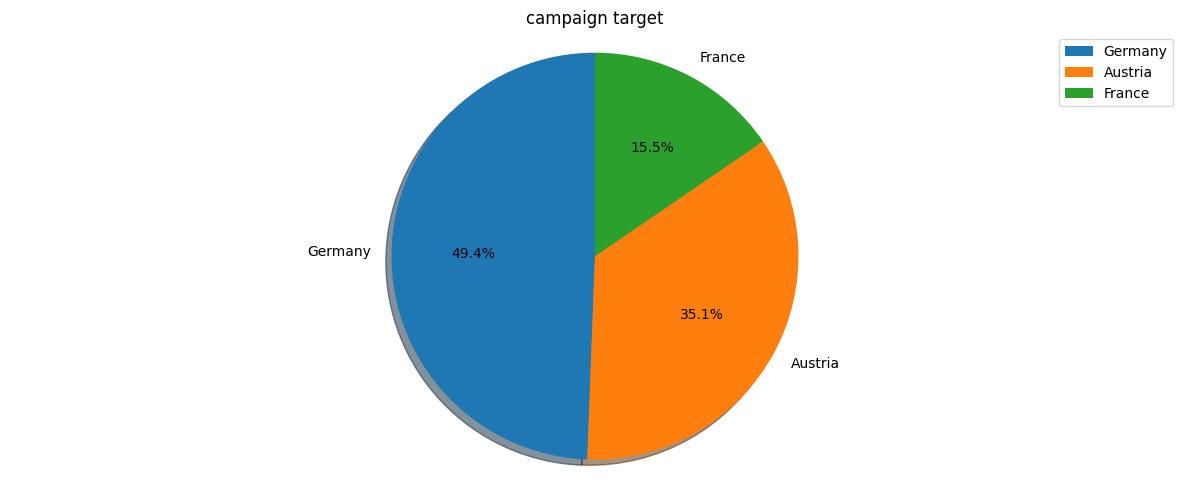 campaign target
France
Germany
Austria
France
15.5%
Germany
49.4%
35.1%
Austria